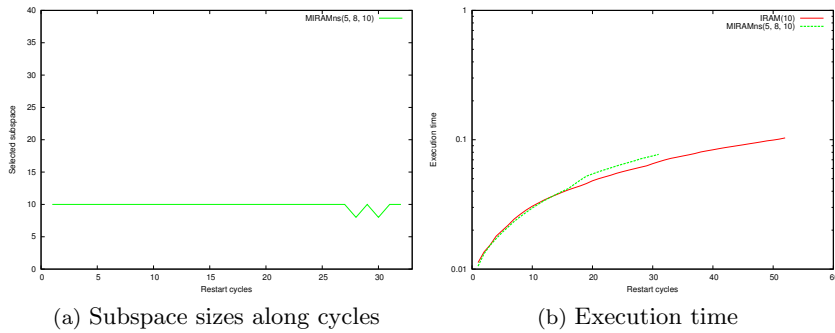 MIRAMns(5, 8, 10)
40
35
30
25
20
15
10
5
0
Selected subspace
0 5 10 15 20 25 30
Restart cycles
(a) Subspace sizes along cycles
IRAM(10)
MIRAMns(5, 8, 10)
1
0.1
0.01
Execution time
0 10 20 30 40 50 60
Restart cycles
(b) Execution time